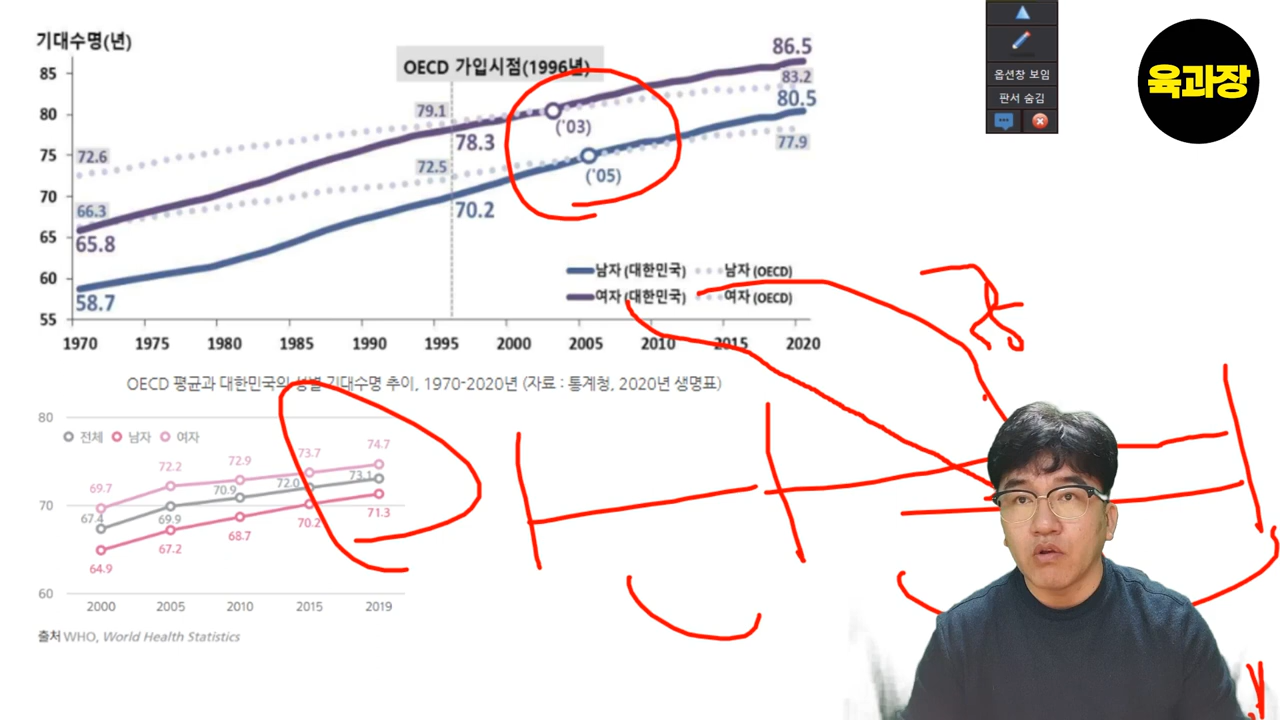 기대수명(년)
OECD 가입시점(1996년)
85
80
75
70
65
60
55
72.6
66.3
65.8
58.7
79.1
78.3
72.5
70.2
('03)
('05)
86.5
83.2
80.5
77.9
남자 (대한민국) 남자 (OECD)
여자 (대한민국) 여자 (OECD)
1970 1975 1980 1985 1990 1995 2000 2005 2010 2015 2020
OECD 평균과 대한민국의 성별 기대수명 추이, 1970-2020년 (자료 : 통계청, 2020년 생명표)
80
70
60
전체 남자 여자
69.7 72.2 72.9 73.7 74.7
67.4 69.9 70.9 72.0 73.1
64.9 67.2 68.7 70.2 71.3
2000 2005 2010 2015 2019
출처 WHO, World Health Statistics
옵션창 보임
판서 숨김
육과장